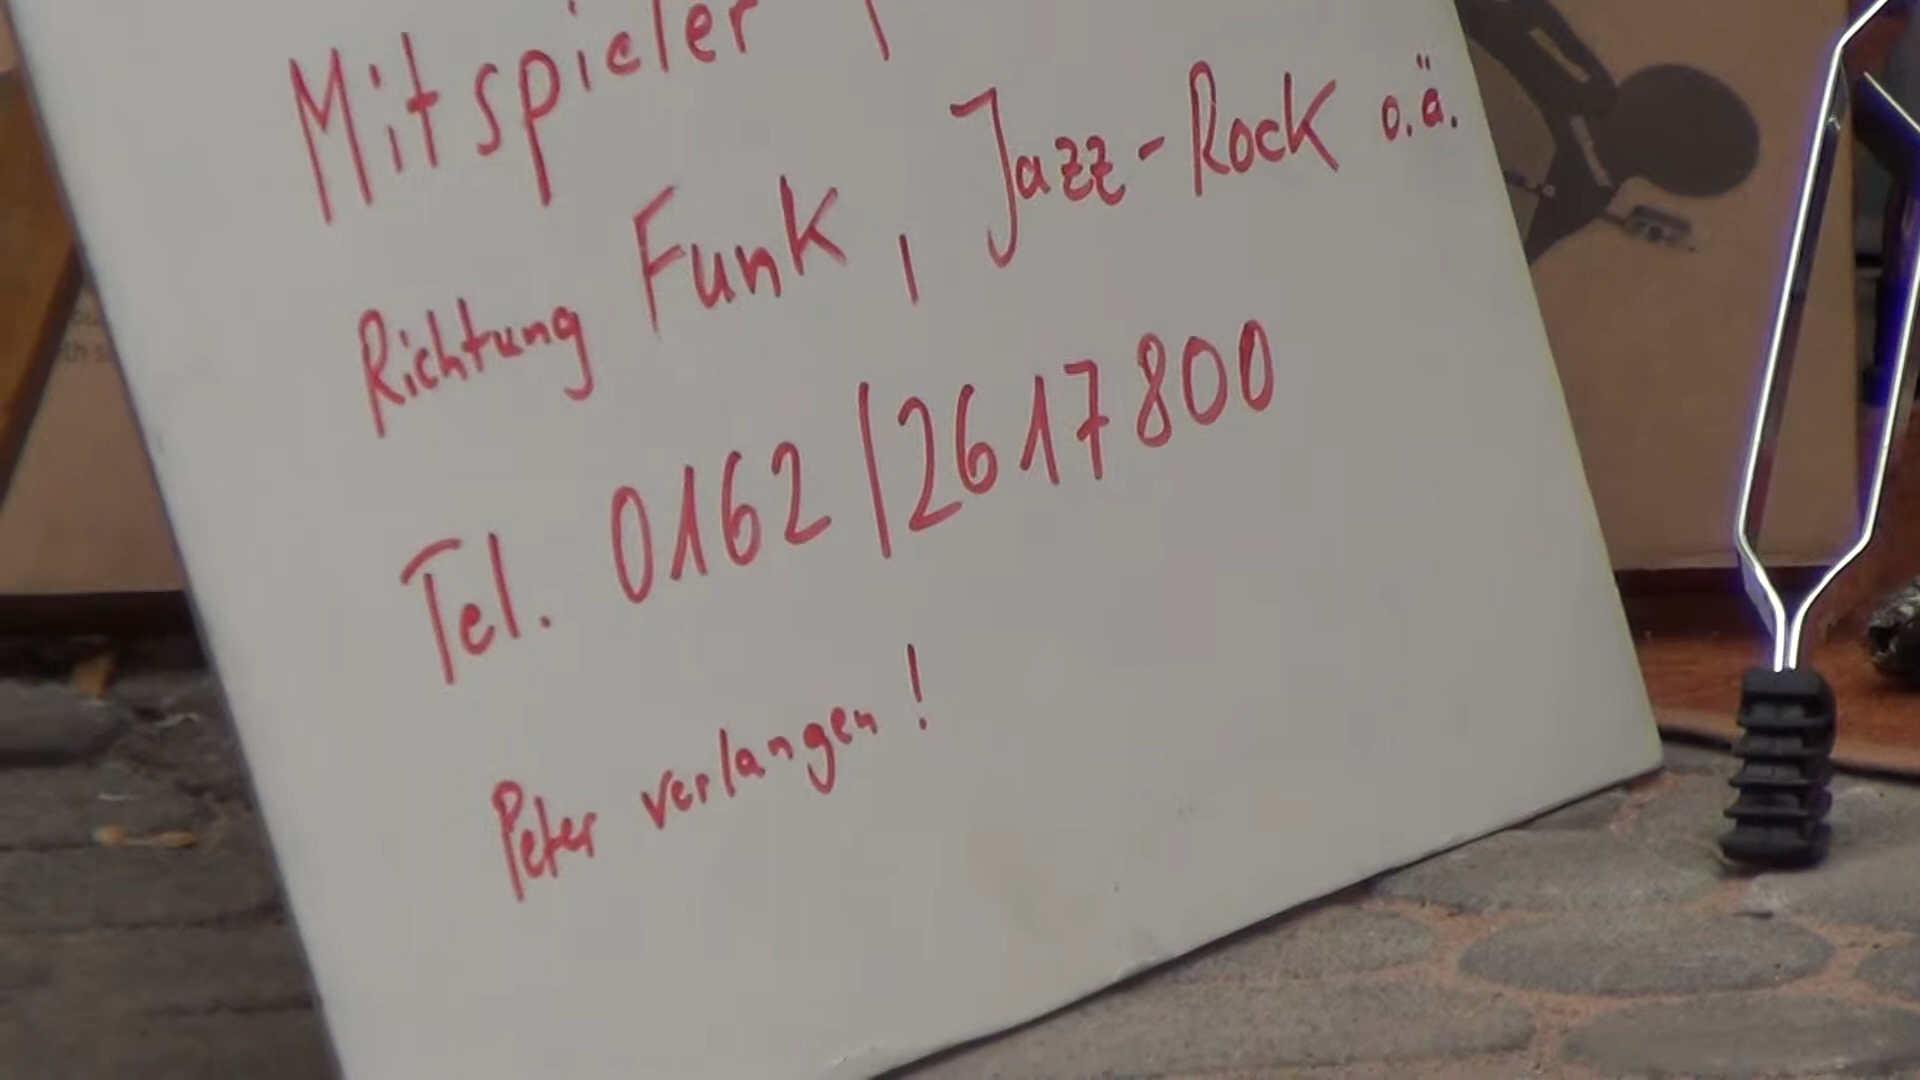 Mitspieler,
Richtung Funk, Jazz-Rock o.ä.
Tel. 0162/2617800
Peter verlangen!